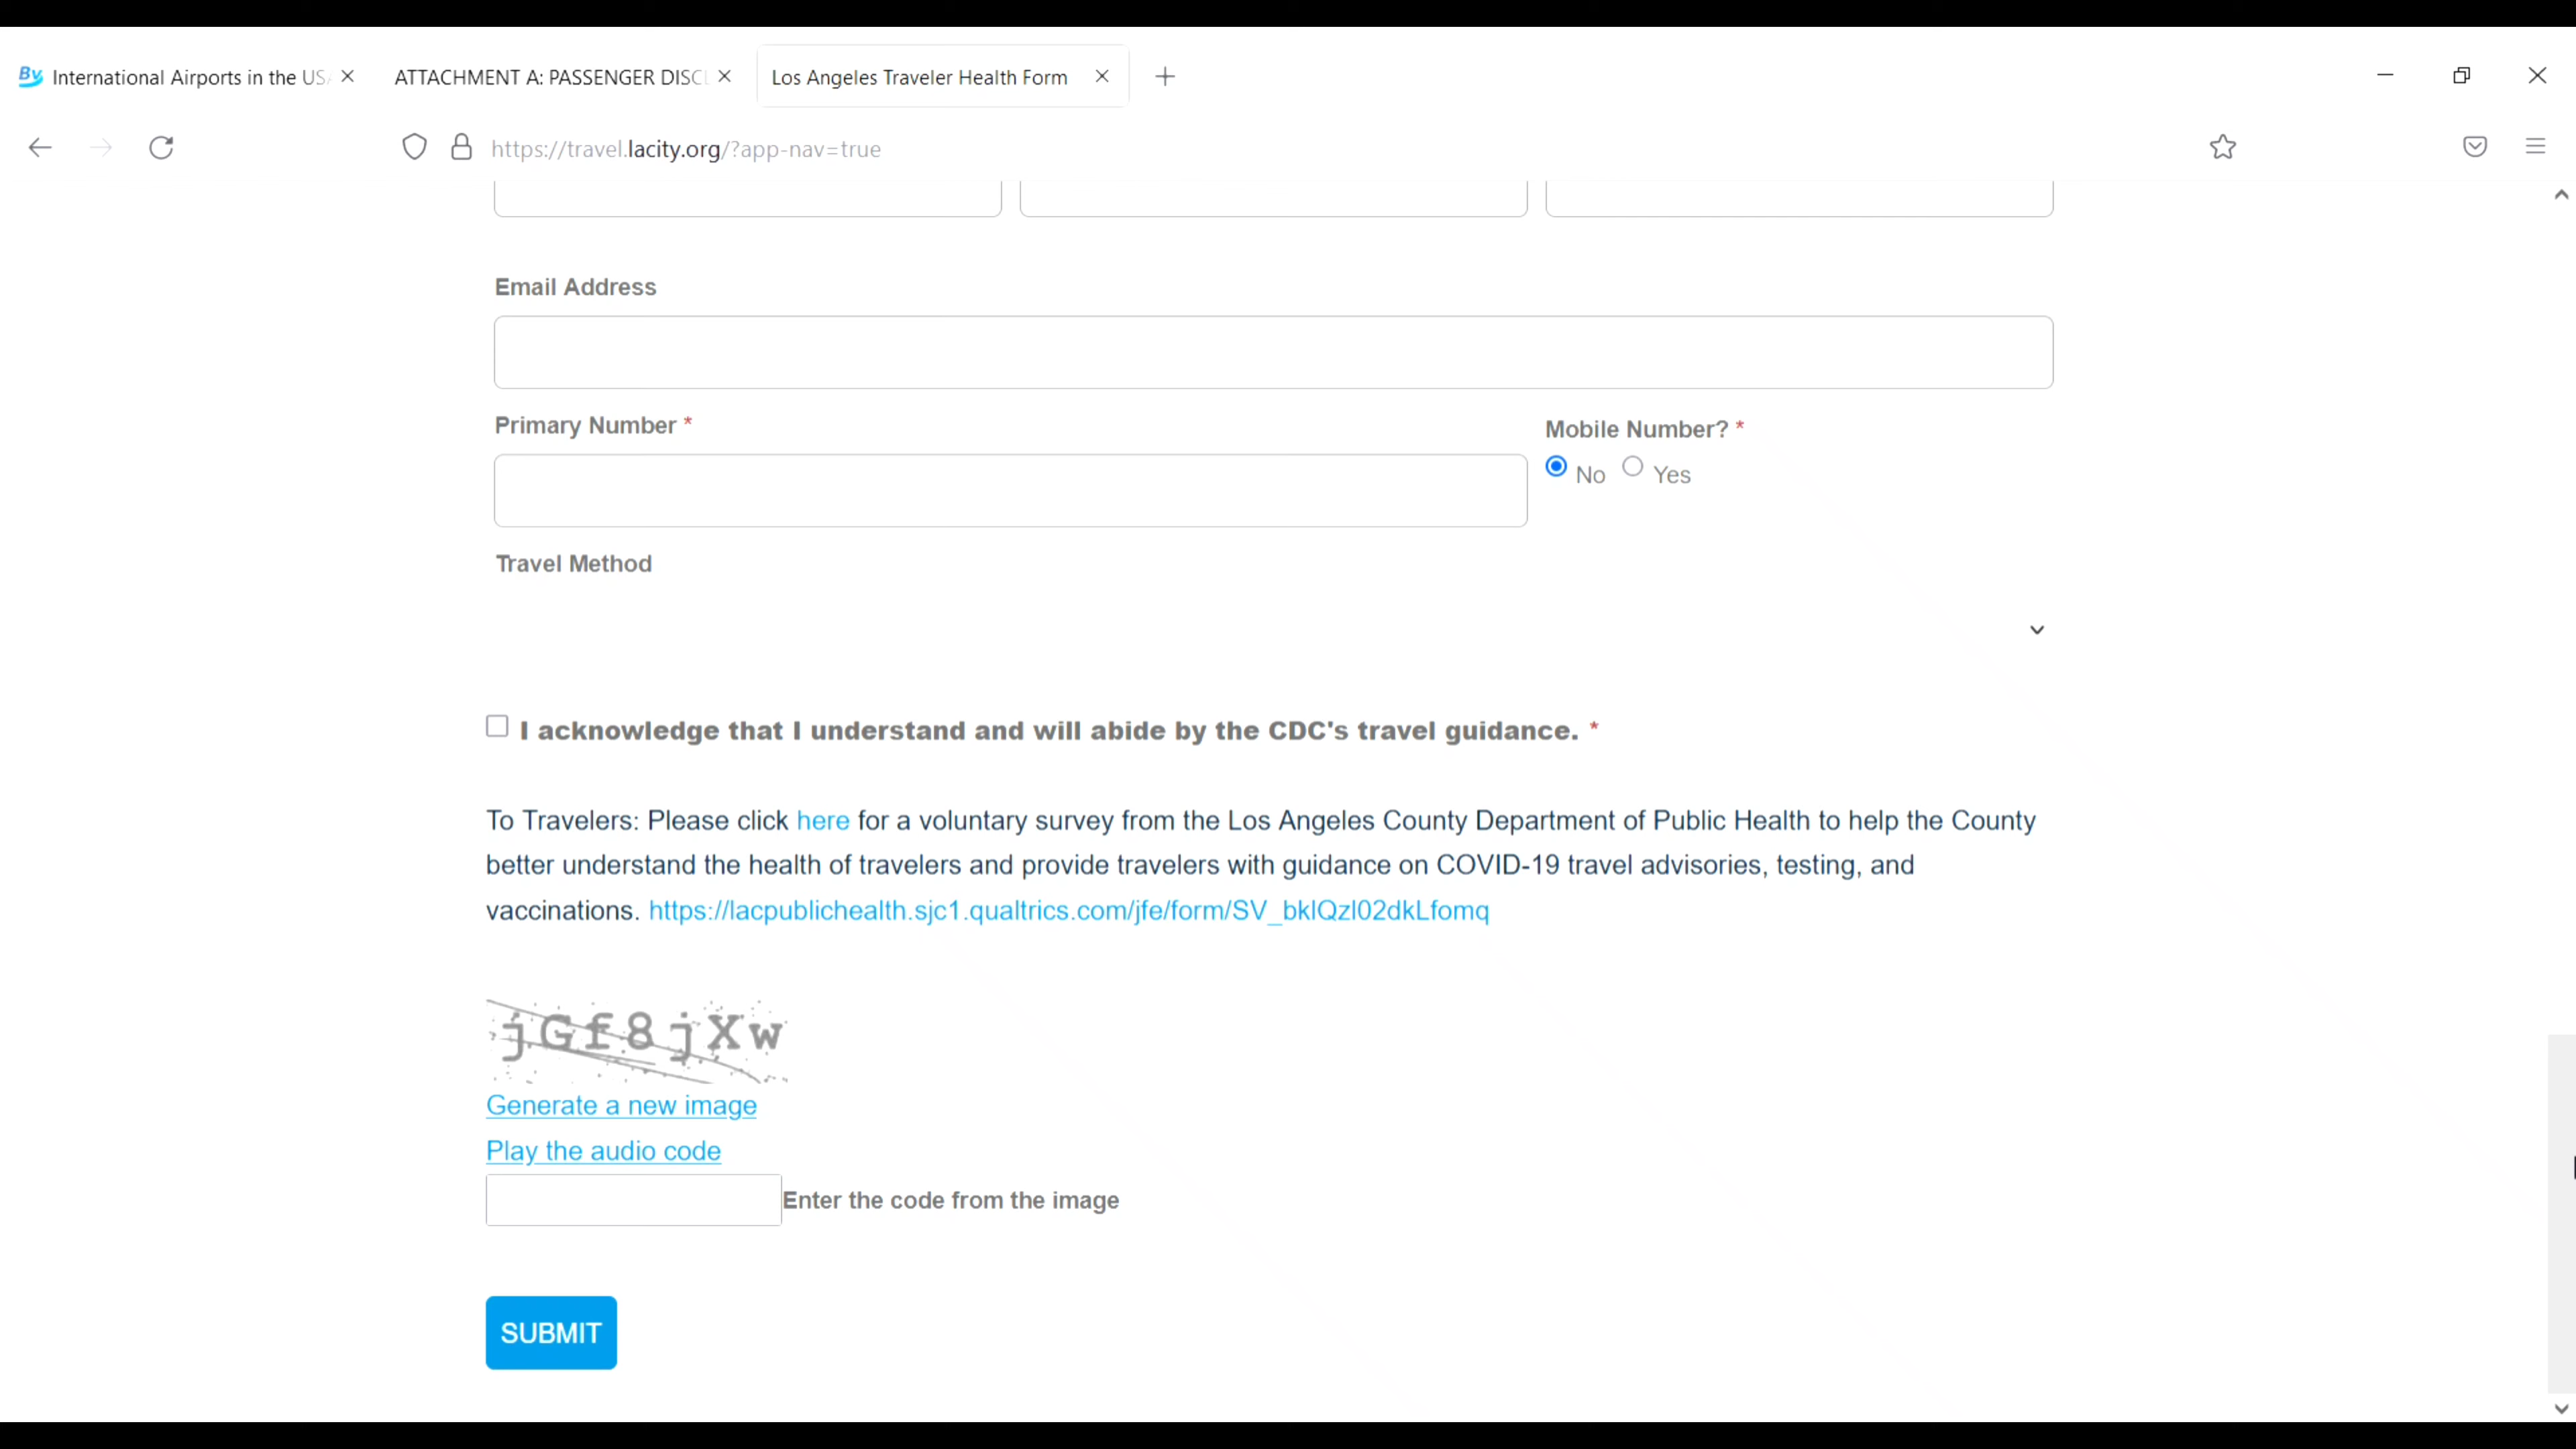 International Airports in the USA
ATTACHMENT A: PASSENGER DISCL
Los Angeles Traveler Health Form
https://travel.lacity.org/?app-nav=true
Email Address
Primary Number *
Mobile Number? *
No
Yes
Travel Method
I acknowledge that I understand and will abide by the CDC's travel guidance. *
To Travelers: Please click here for a voluntary survey from the Los Angeles County Department of Public Health to help the County
better understand the health of travelers and provide travelers with guidance on COVID-19 travel advisories, testing, and
vaccinations. https://lacpublichealth.sjc1.qualtrics.com/jfe/form/SV_bklQzl02dkLfomq
jGf8jXw
Generate a new image
Play the audio code
Enter the code from the image
SUBMIT